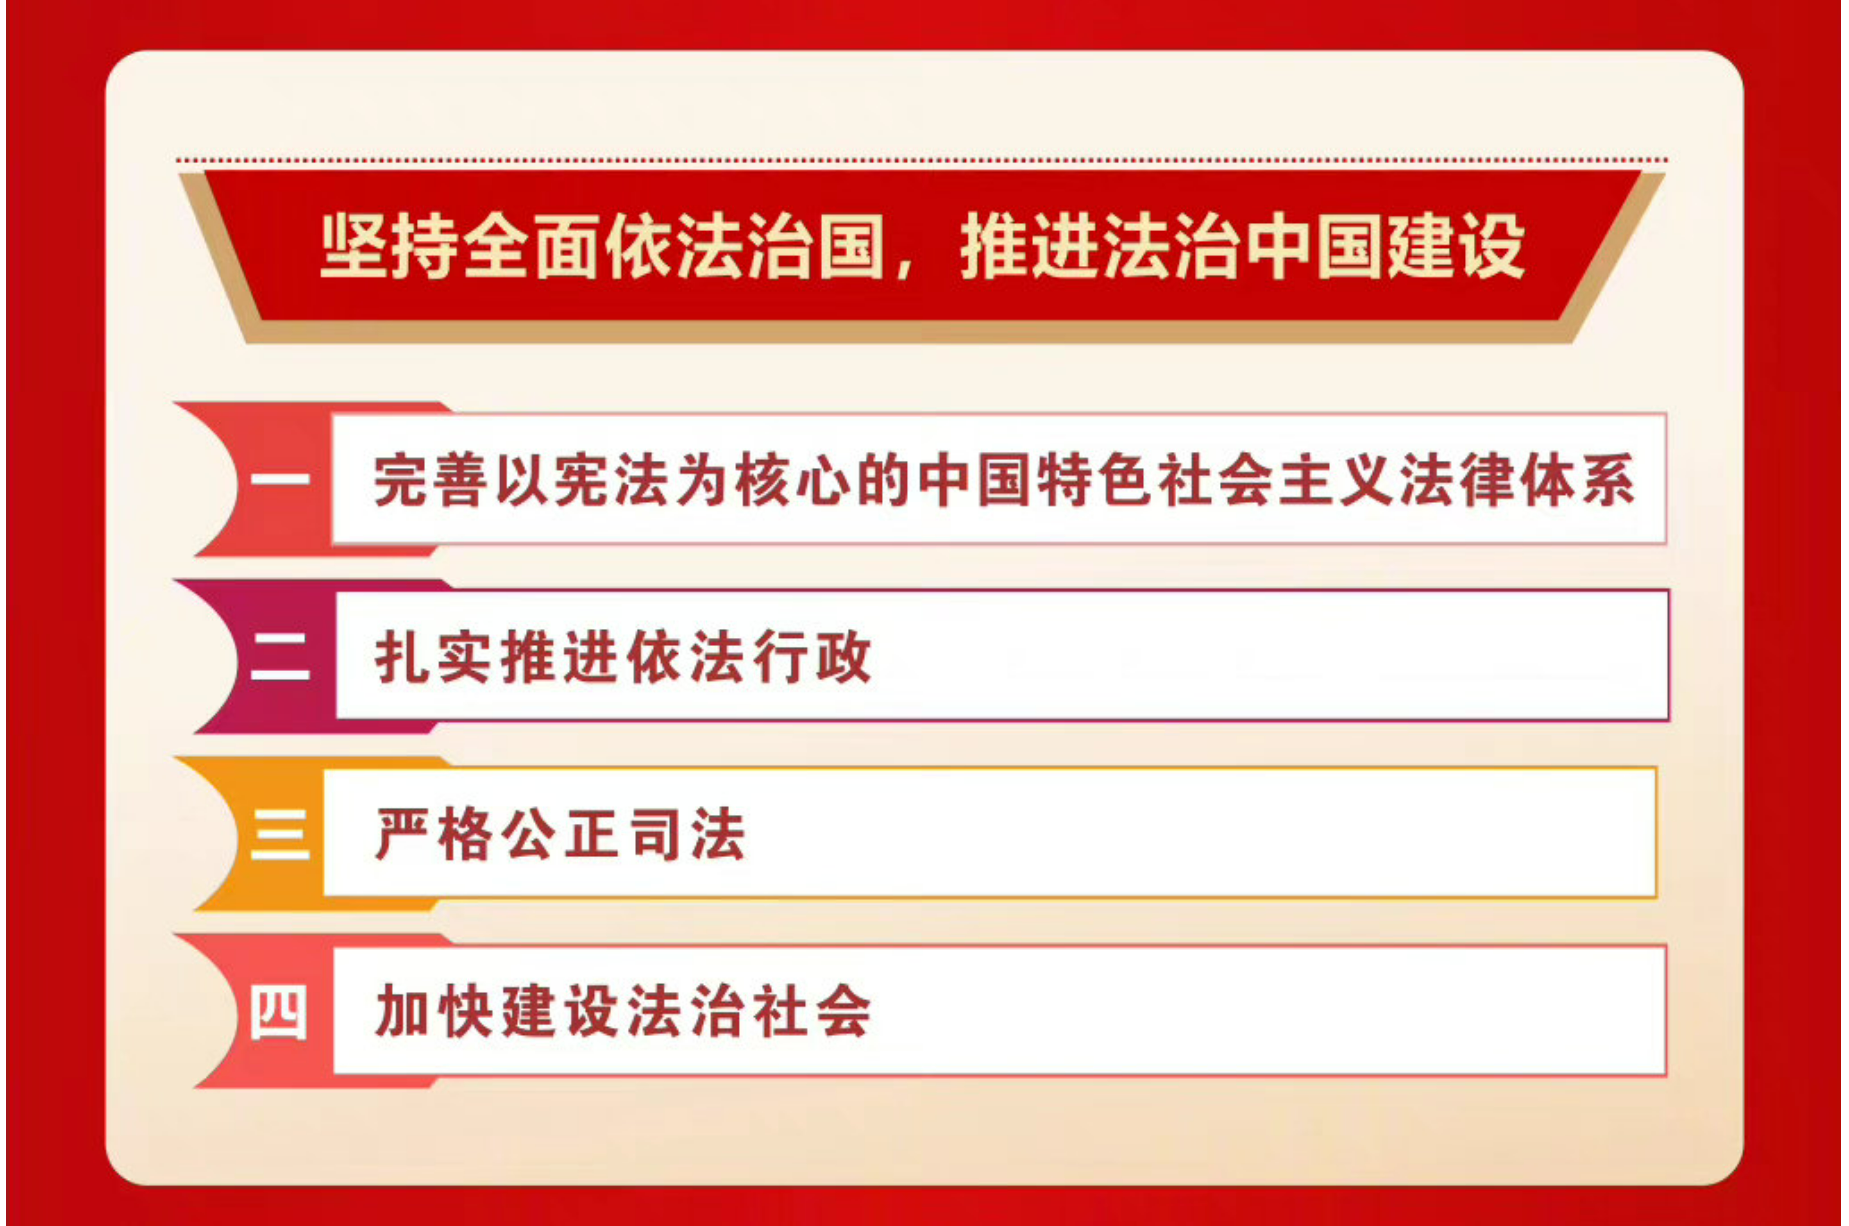 坚持全面依法治国，推进法治中国建设
一 完善以宪法为核心的中国特色社会主义法律体系
二 扎实推进依法行政
三 严格公正司法
四 加快建设法治社会